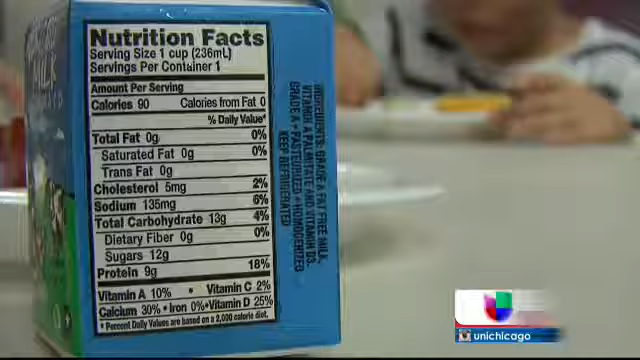 MILK
Nutrition Facts
Serving Size 1 cup (236mL)
Servings Per Container 1
Amount Per Serving
Calories 90 Calories from Fat 0
% Daily Value*
Total Fat 0g 0%
Saturated Fat 0g 0%
Trans Fat 0g
Cholesterol 5mg 2%
Sodium 135mg 6%
Total Carbohydrate 13g 4%
Dietary Fiber 0g 0%
Sugars 12g
Protein 9g 18%
Vitamin A 10% • Vitamin C 2%
Calcium 30% • Iron 0% • Vitamin D 25%
* Percent Daily Values are based on a 2,000 calorie diet.
INGREDIENTS: GRADE A FAT FREE MILK,
VITAMIN A PALMITATE AND VITAMIN D3.
GRADE A • PASTEURIZED • HOMOGENIZED
KEEP REFRIGERATED
unichicago